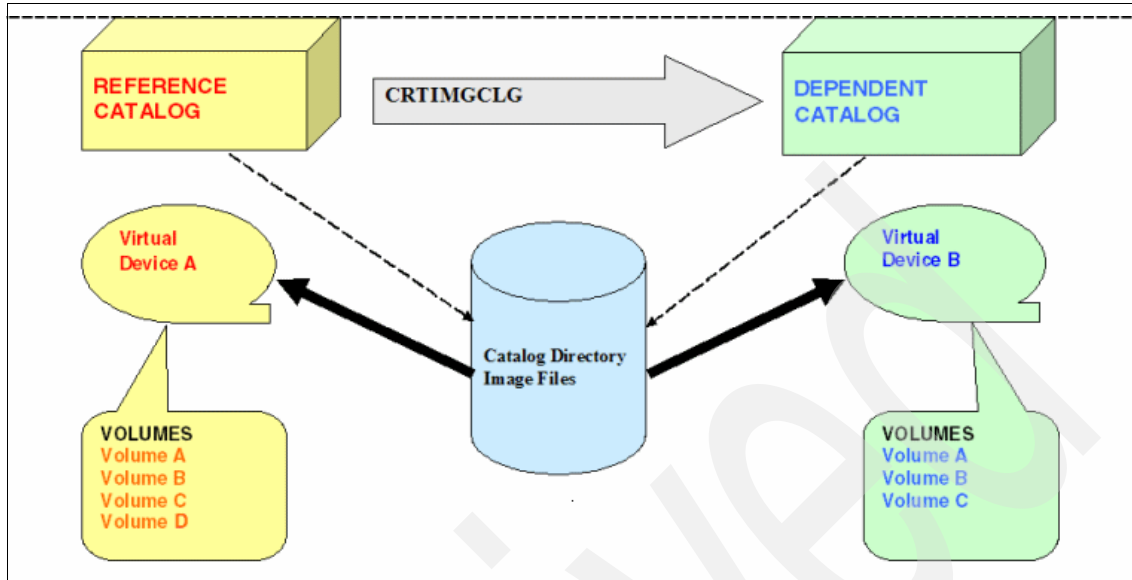 REFERENCE
CATALOG
CRTIMGCLG
DEPENDENT
CATALOG
Virtual
Device A
Virtual
Device B
Catalog Directory
Image Files
VOLUMES
Volume A
Volume B
Volume C
Volume D
VOLUMES
Volume A
Volume B
Volume C